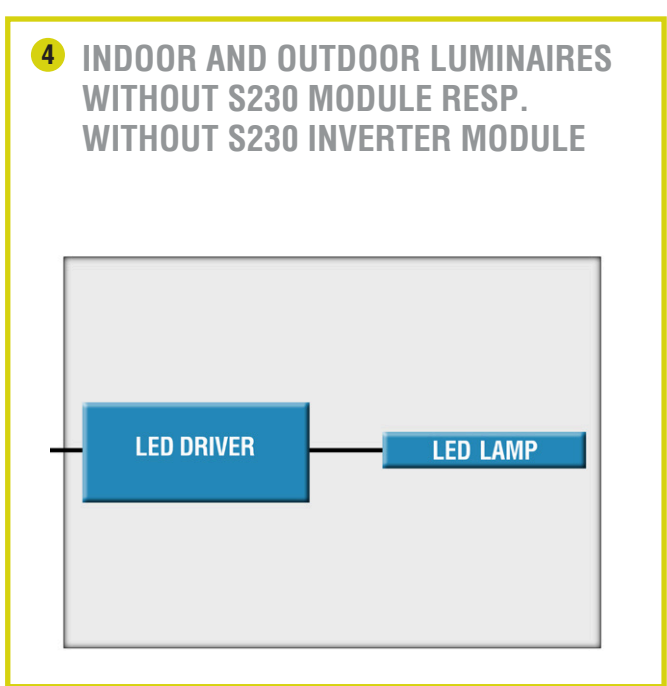 4
INDOOR AND OUTDOOR LUMINAIRES
WITHOUT S230 MODULE RESP.
WITHOUT S230 INVERTER MODULE
LED DRIVER
LED LAMP